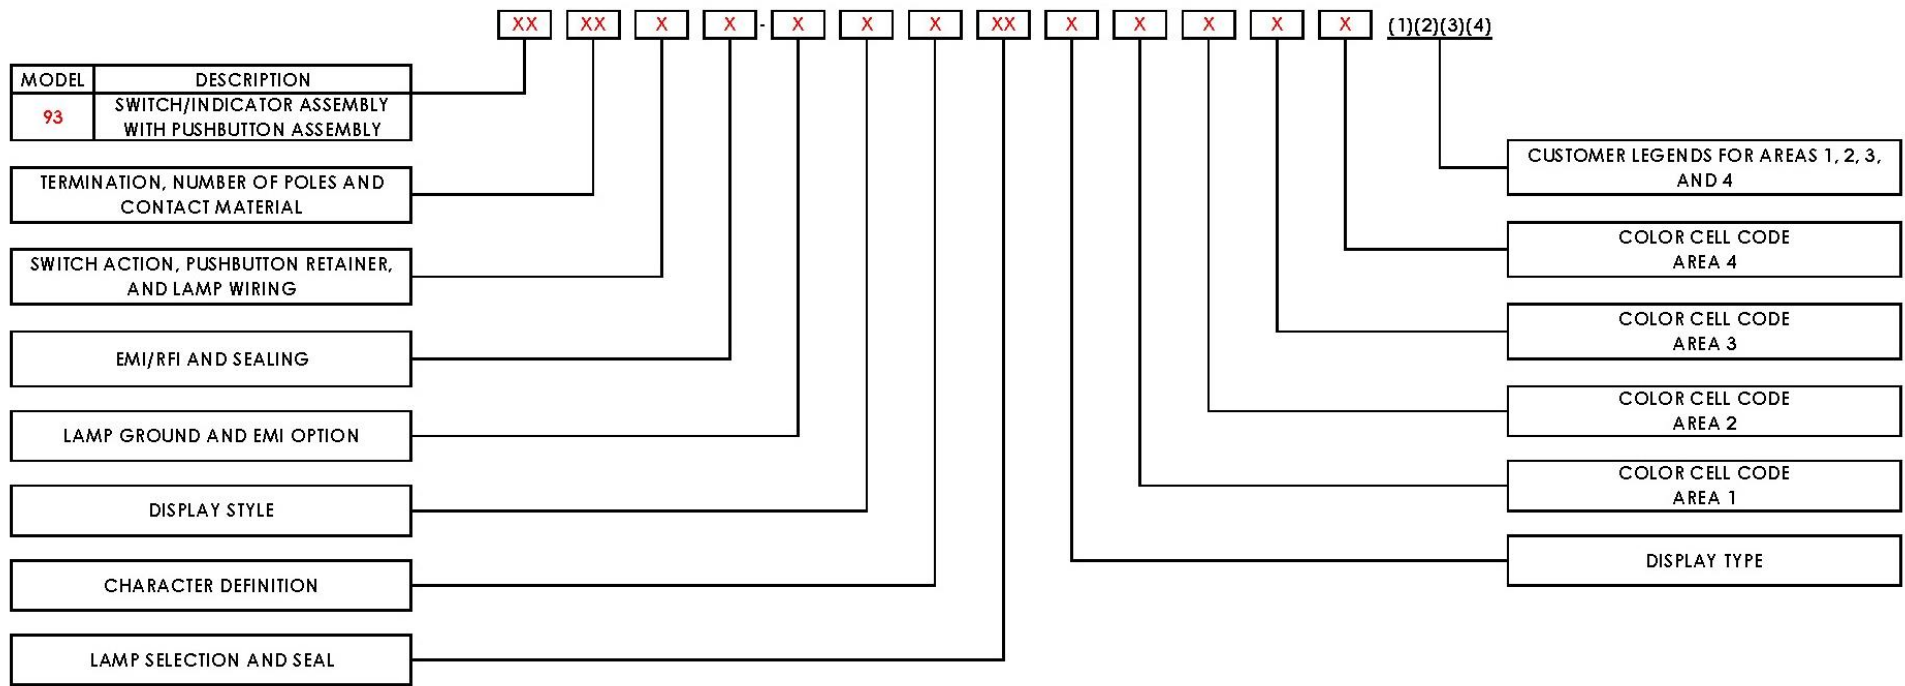 XX XX X X - X X X XX X X X X X (1)(2)(3)(4)
MODEL DESCRIPTION
93 SWITCH/INDICATOR ASSEMBLY
WITH PUSHBUTTON ASSEMBLY
TERMINATION, NUMBER OF POLES AND
CONTACT MATERIAL
SWITCH ACTION, PUSHBUTTON RETAINER,
AND LAMP WIRING
EMI/RFI AND SEALING
LAMP GROUND AND EMI OPTION
DISPLAY STYLE
CHARACTER DEFINITION
LAMP SELECTION AND SEAL
CUSTOMER LEGENDS FOR AREAS 1, 2, 3,
AND 4
COLOR CELL CODE
AREA 4
COLOR CELL CODE
AREA 3
COLOR CELL CODE
AREA 2
COLOR CELL CODE
AREA 1
DISPLAY TYPE